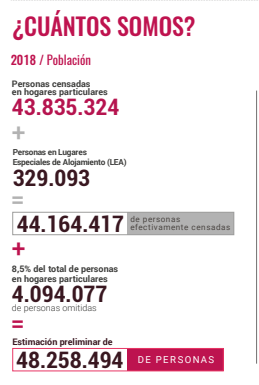 ¿CUÁNTOS SOMOS?
2018 / Población
Personas censadas
en hogares particulares
43.835.324
+
Personas en Lugares
Especiales de Alojamiento (LEA)
329.093
=
44.164.417 de personas
efectivamente censadas
+
8,5% del total de personas
en hogares particulares
4.094.077
de personas omitidas
=
Estimación preliminar de
48.258.494 DE PERSONAS